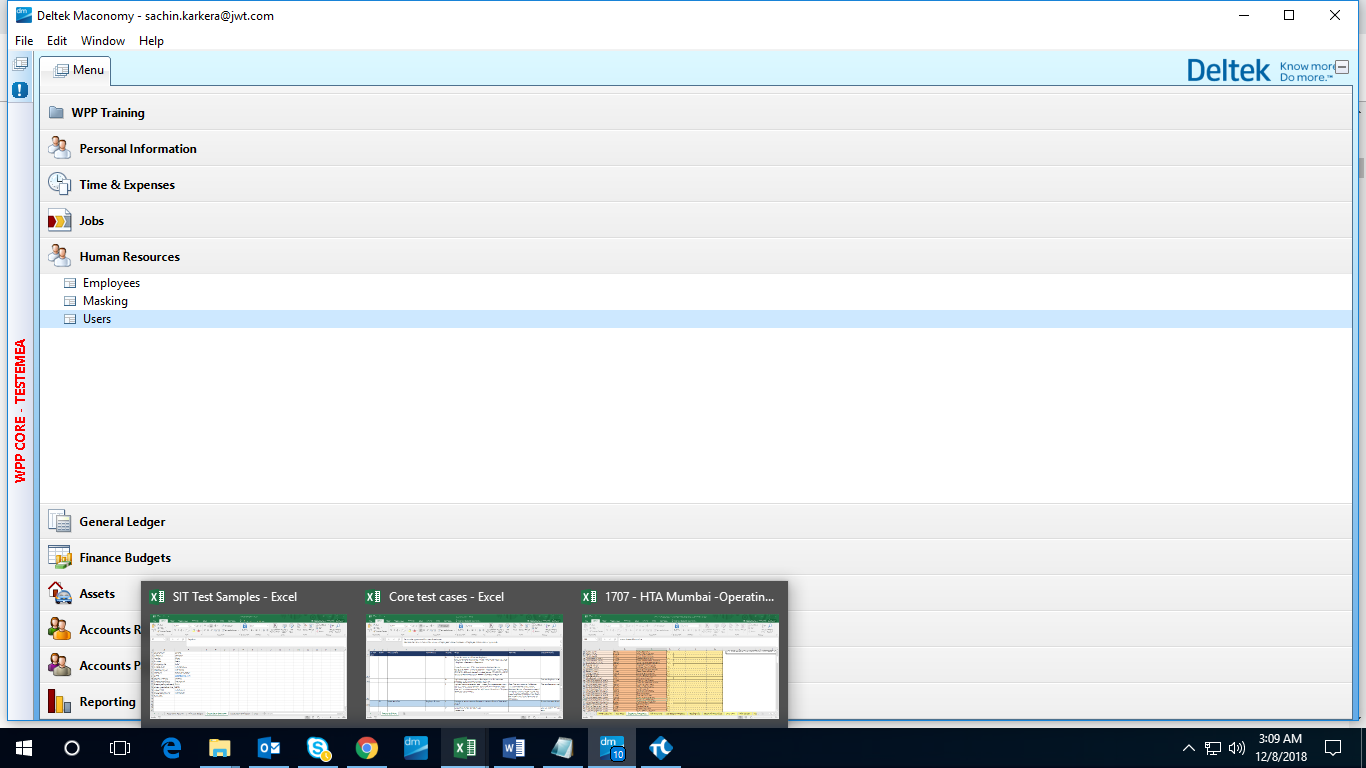 Deltek Maconomy - sachin.karkera@jwt.com
File Edit Window Help
Menu
Deltek Know more
Do more.™
WPP Training
Personal Information
Time & Expenses
Jobs
Human Resources
Employees
Masking
Users
WPP CORE - TESTEMEA
General Ledger
Finance Budgets
Assets
Accounts R
Accounts P
Reporting
SIT Test Samples - Excel
Core test cases - Excel
1707 - HTA Mumbai -Operatin...
dm
10
3:09 AM
12/8/2018